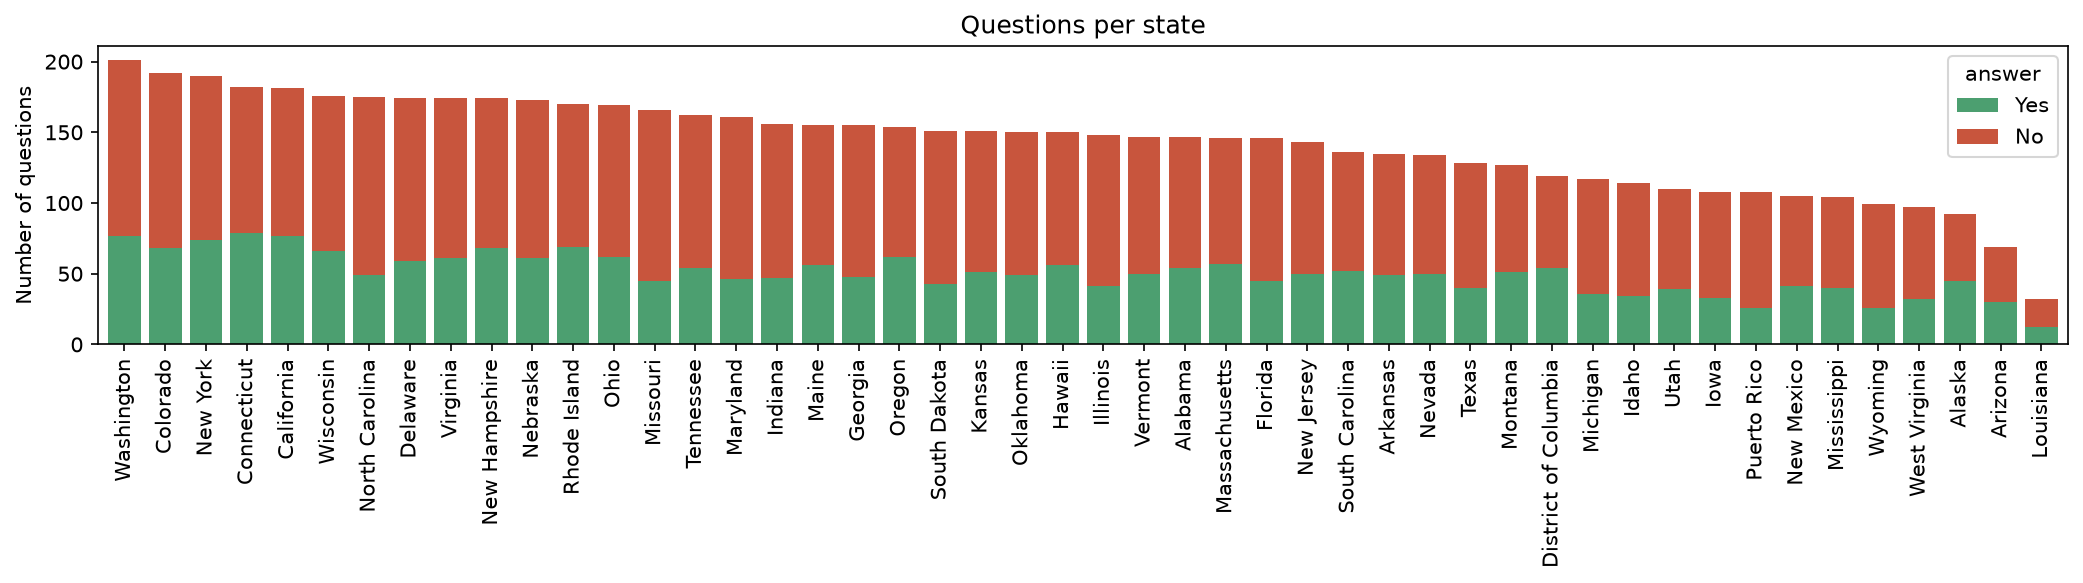 Questions per state
Number of questions
200
150
100
50
0
answer
Yes
No
Washington
Colorado
New York
Connecticut
California
Wisconsin
North Carolina
Delaware
Virginia
New Hampshire
Nebraska
Rhode Island
Ohio
Missouri
Tennessee
Maryland
Indiana
Maine
Georgia
Oregon
South Dakota
Kansas
Oklahoma
Hawaii
Illinois
Vermont
Alabama
Massachusetts
Florida
New Jersey
South Carolina
Arkansas
Nevada
Texas
Montana
District of Columbia
Michigan
Idaho
Utah
Iowa
Puerto Rico
New Mexico
Mississippi
Wyoming
West Virginia
Alaska
Arizona
Louisiana